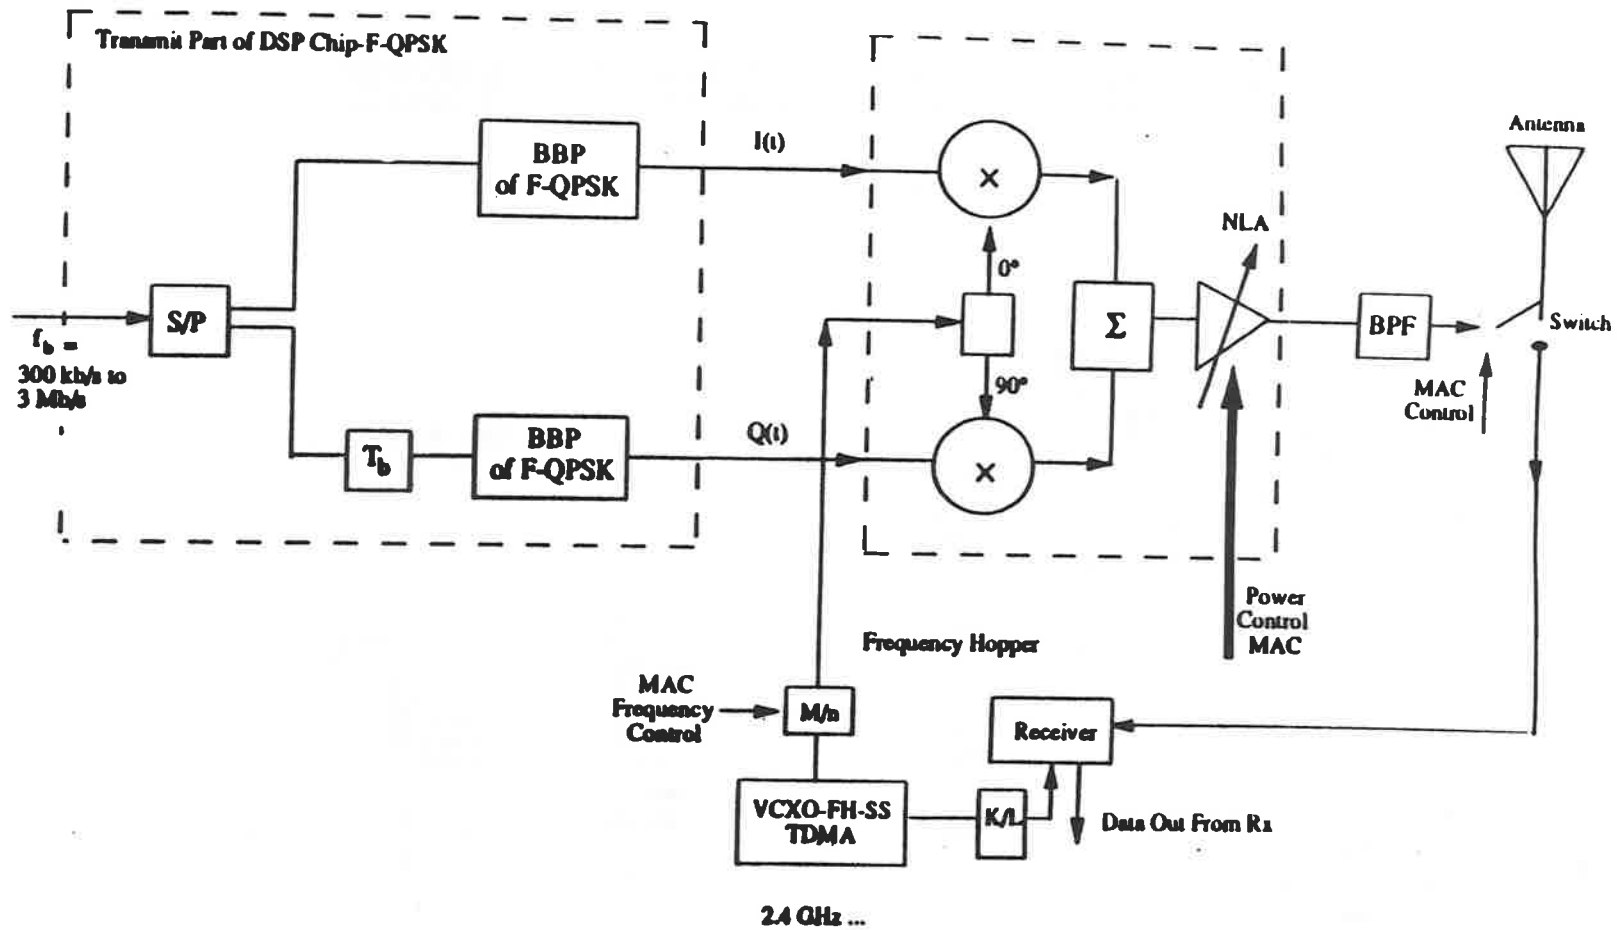 Transmit Part of DSP Chip-F-QPSK
BBP
of F-QPSK
I(t)
Antenna
×
NLA
0°
S/P
Σ
BPF
Switch
f_b =
300 kb/s to
3 Mb/s
90°
MAC
Control
T_b
BBP
of F-QPSK
Q(t)
×
Power
Control
MAC
Frequency Hopper
MAC
Frequency
Control
M/n
Receiver
VCXO-FH-SS
TDMA
K/L
Data Out From Rx
2.4 GHz ...